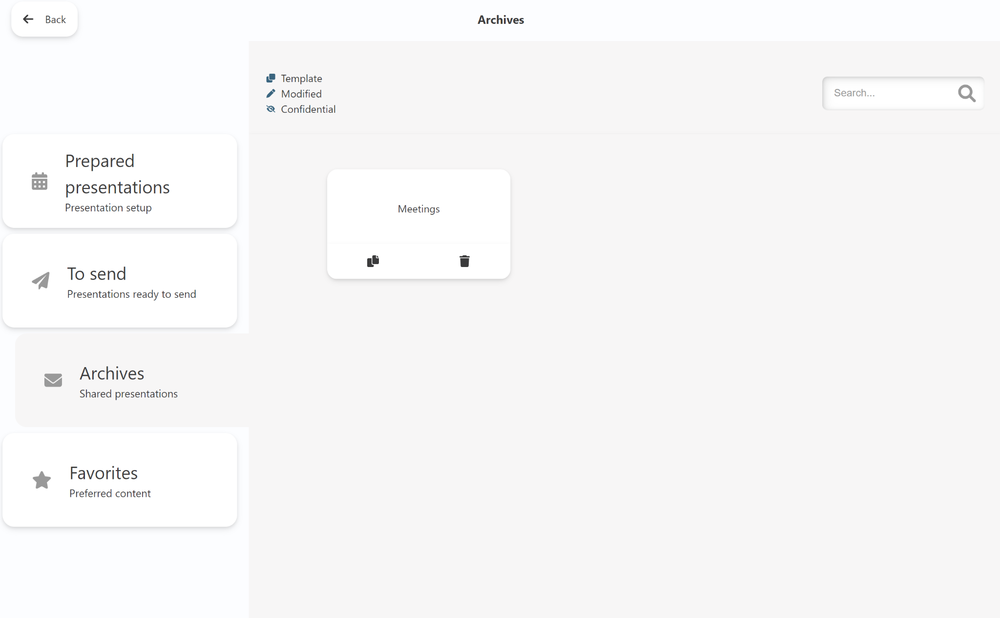 Back
Archives
Template
Modified
Confidential
Search...
Prepared
presentations
Presentation setup
To send
Presentations ready to send
Archives
Shared presentations
Favorites
Preferred content
Meetings